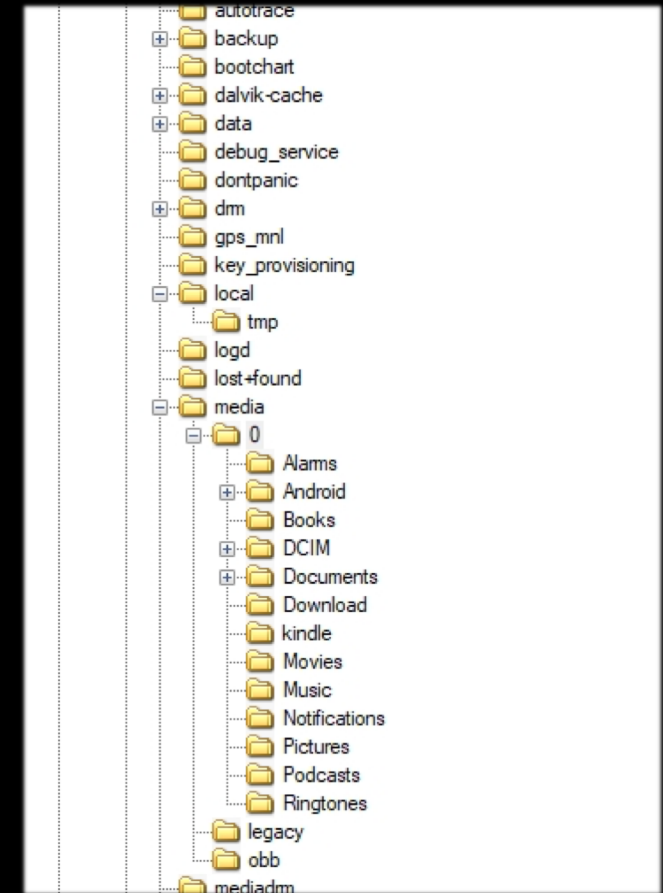 autotrace
backup
bootchart
dalvik-cache
data
debug_service
dontpanic
drm
gps_mnl
key_provisioning
local
tmp
logd
lost+found
media
0
Alarms
Android
Books
DCIM
Documents
Download
kindle
Movies
Music
Notifications
Pictures
Podcasts
Ringtones
legacy
obb
mediadrm